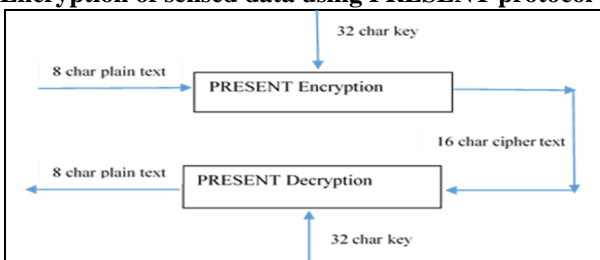 Encryption of sensed data using PRESENT protocol
32 char key
8 char plain text
PRESENT Encryption
16 char cipher text
8 char plain text
PRESENT Decryption
32 char key